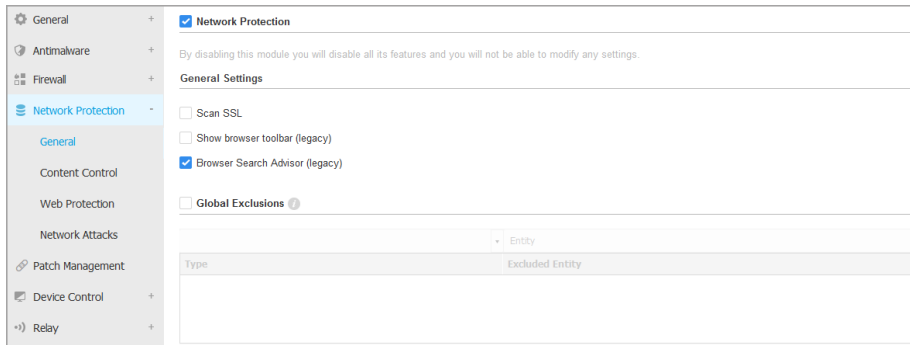 General +
Antimalware +
Firewall +
Network Protection -
General
Content Control
Web Protection
Network Attacks
Patch Management
Device Control +
Relay +
Network Protection
By disabling this module you will disable all its features and you will not be able to modify any settings.
General Settings
Scan SSL
Show browser toolbar (legacy)
Browser Search Advisor (legacy)
Global Exclusions i
Entity
Type Excluded Entity